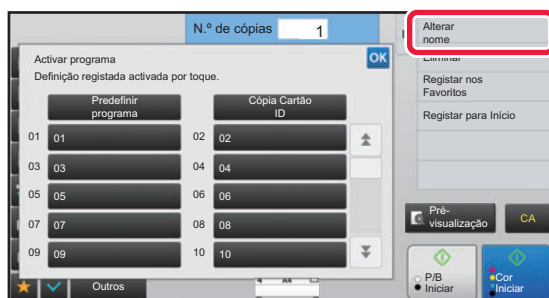 N.º de cópias 1
Alterar
nome
Activar programa
OK
Definição registada activada por toque.
Eliminar
Registar nos
Favoritos
Registar para Início
Predefinir
programa
Cópia Cartão
ID
01 01
02 02
03 03
04 04
05 05
06 06
07 07
08 08
09 09
10 10
Pré-
visualização
CA
P/B
Iniciar
Cor
Iniciar
Outros
A4